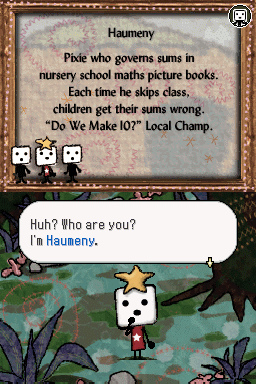 Haumeny
Pixie who governs sums in
nursery school maths picture books.
Each time he skips class,
children get their sums wrong.
“Do We Make 10?” Local Champ.
Huh? Who are you?
I'm Haumeny.